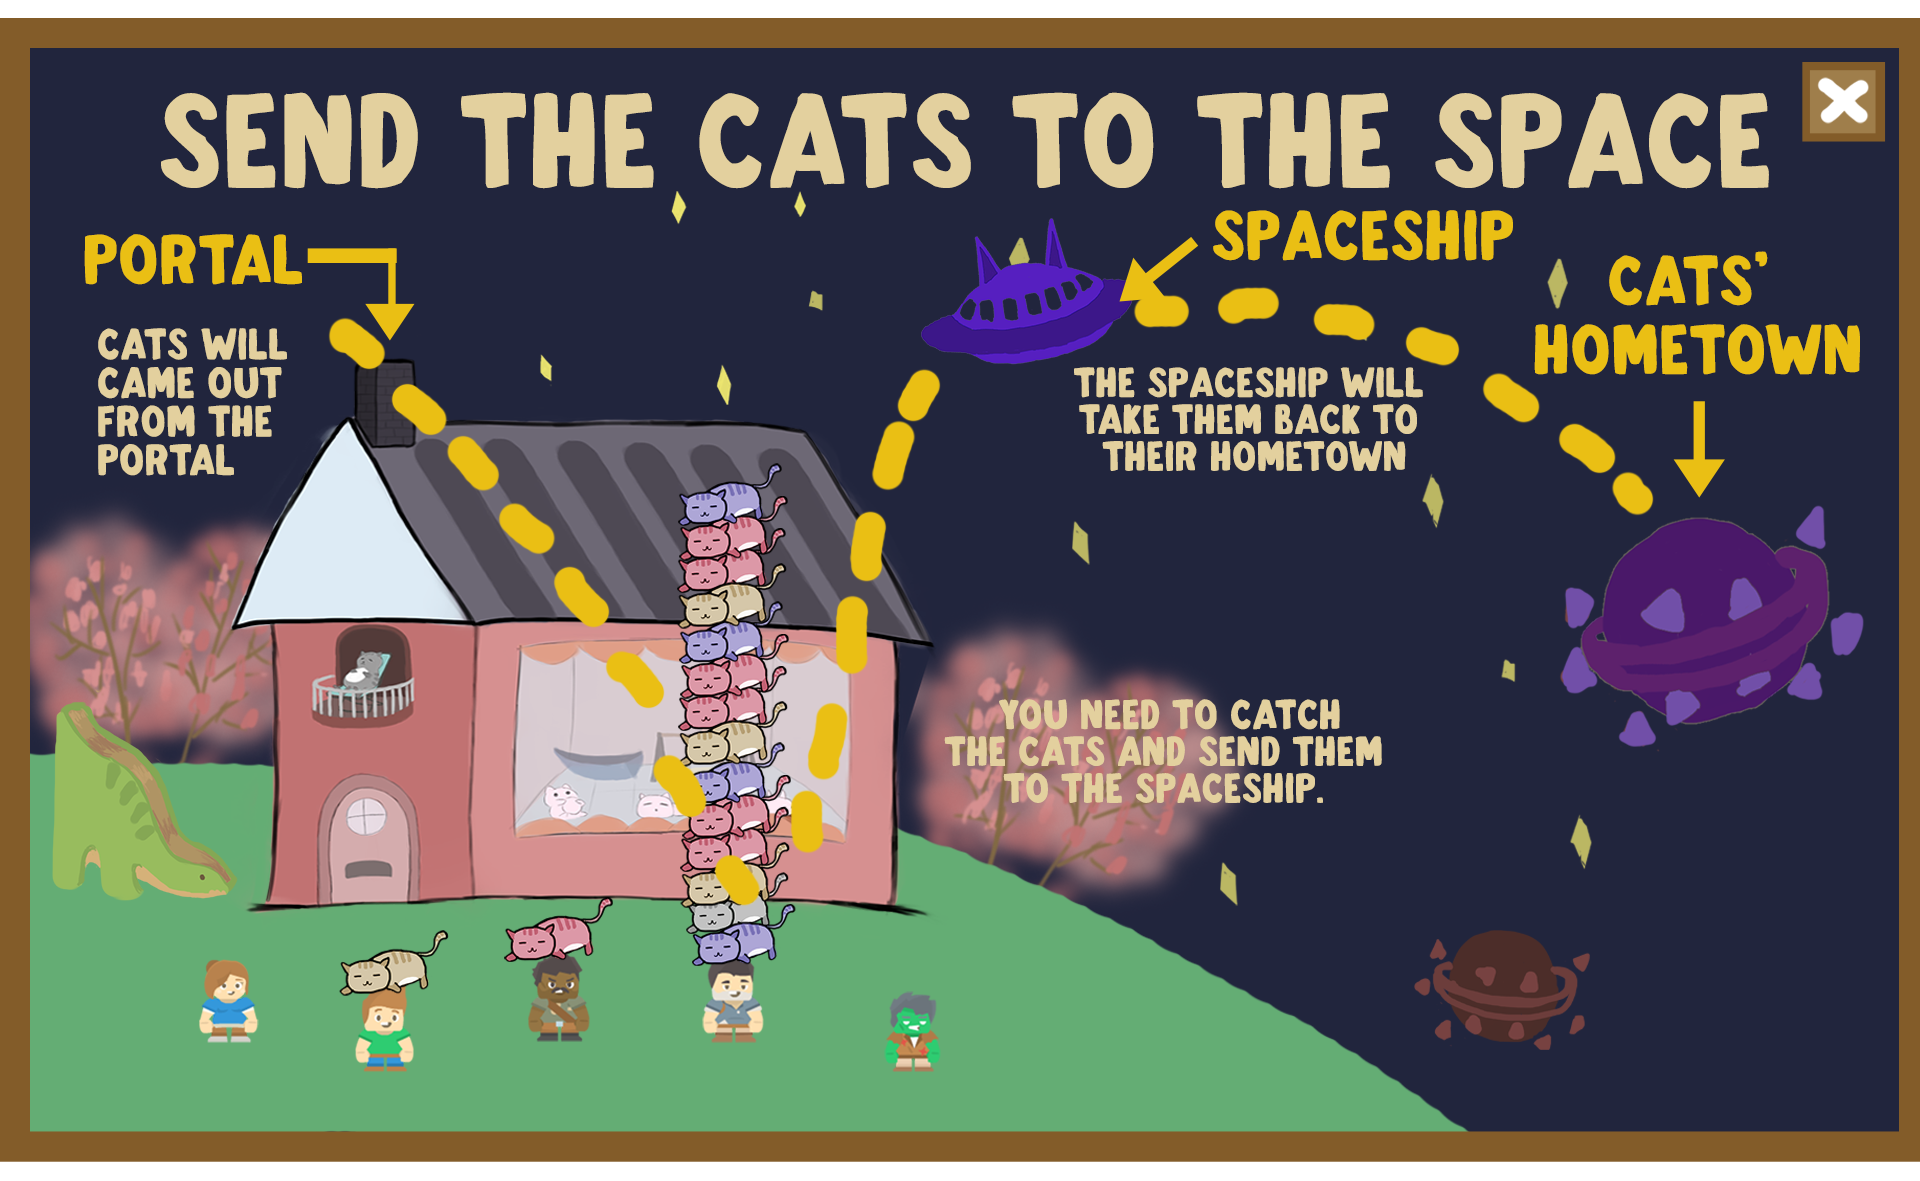 SEND THE CATS TO THE SPACE
PORTAL
CATS WILL
CAME OUT
FROM THE
PORTAL
SPACESHIP
THE SPACESHIP WILL
TAKE THEM BACK TO
THEIR HOMETOWN
CATS'
HOMETOWN
YOU NEED TO CATCH
THE CATS AND SEND THEM
TO THE SPACESHIP.